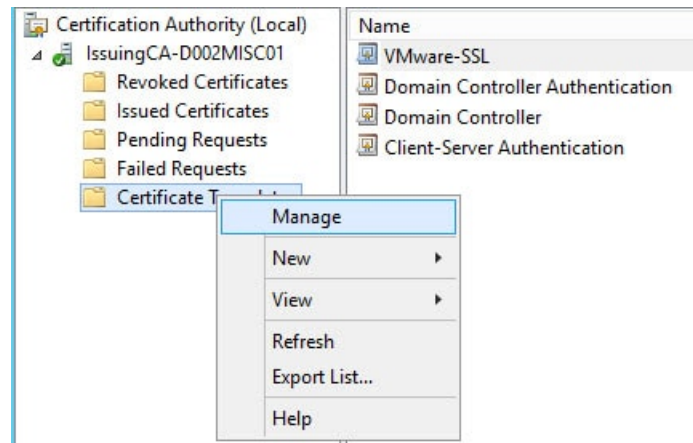 Certification Authority (Local)
IssuingCA-D002MISC01
Revoked Certificates
Issued Certificates
Pending Requests
Failed Requests
Certificate
Name
VMware-SSL
Domain Controller Authentication
Domain Controller
Client-Server Authentication
Manage
New
View
Refresh
Export List...
Help